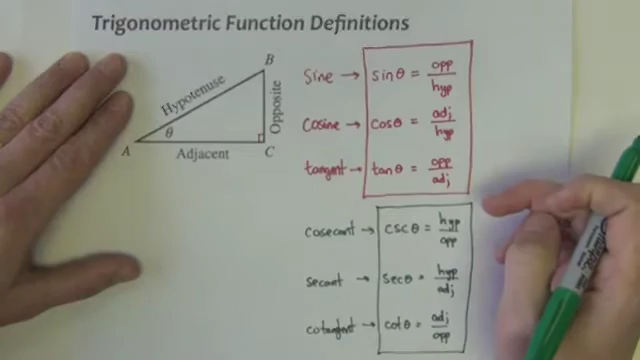 Trigonometric Function Definitions
B
Hypotenuse
Opposite
θ
A
Adjacent
C
Sine → sinθ = opp/hyp
Cosine → cosθ = adj/hyp
tangent → tanθ = opp/adj
cosecant → cscθ = hyp/opp
secant → secθ = hyp/adj
cotangent → cotθ = adj/opp